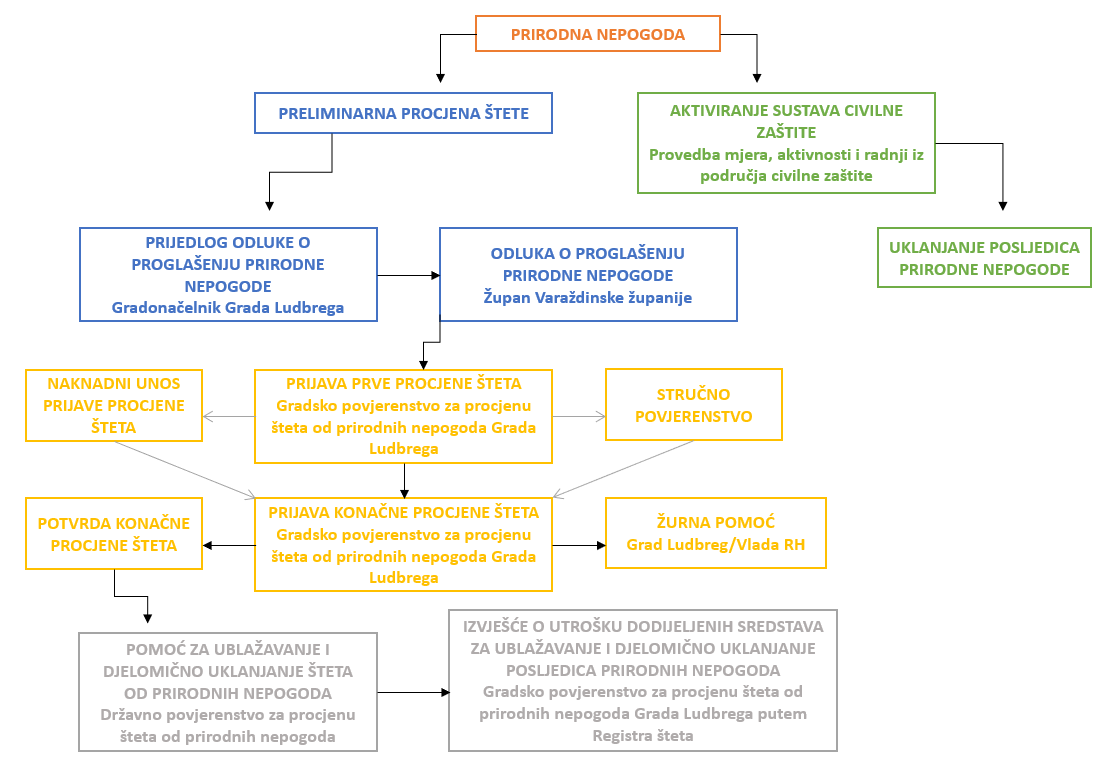 PRIRODNA NEPOGODA
PRELIMINARNA PROCJENA ŠTETE
AKTIVIRANJE SUSTAVA CIVILNE
ZAŠTITE
Provedba mjera, aktivnosti i radnji iz
područja civilne zaštite
PRIJEDLOG ODLUKE O
PROGLAŠENJU PRIRODNE
NEPOGODE
Gradonačelnik Grada Ludbrega
ODLUKA O PROGLAŠENJU
PRIRODNE NEPOGODE
Župan Varaždinske županije
UKLANJANJE POSLJEDICA
PRIRODNE NEPOGODE
NAKNADNI UNOS
PRIJAVE PROCJENE
ŠTETA
PRIJAVA PRVE PROCJENE ŠTETA
Gradsko povjerenstvo za procjenu
šteta od prirodnih nepogoda Grada
Ludbrega
STRUČNO
POVJERENSTVO
POTVRDA KONAČNE
PROCJENE ŠTETA
PRIJAVA KONAČNE PROCJENE ŠTETA
Gradsko povjerenstvo za procjenu
šteta od prirodnih nepogoda Grada
Ludbrega
ŽURNA POMOĆ
Grad Ludbreg/Vlada RH
POMOĆ ZA UBLAŽAVANJE I
DJELOMIČNO UKLANJANJE ŠTETA
OD PRIRODNIH NEPOGODA
Državno povjerenstvo za procjenu
šteta od prirodnih nepogoda
IZVJEŠĆE O UTROŠKU DODIJELJENIH SREDSTAVA
ZA UBLAŽAVANJE I DJELOMIČNO UKLANJANJE
POSLJEDICA PRIRODNIH NEPOGODA
Gradsko povjerenstvo za procjenu šteta od
prirodnih nepogoda Grada Ludbrega putem
Registra šteta